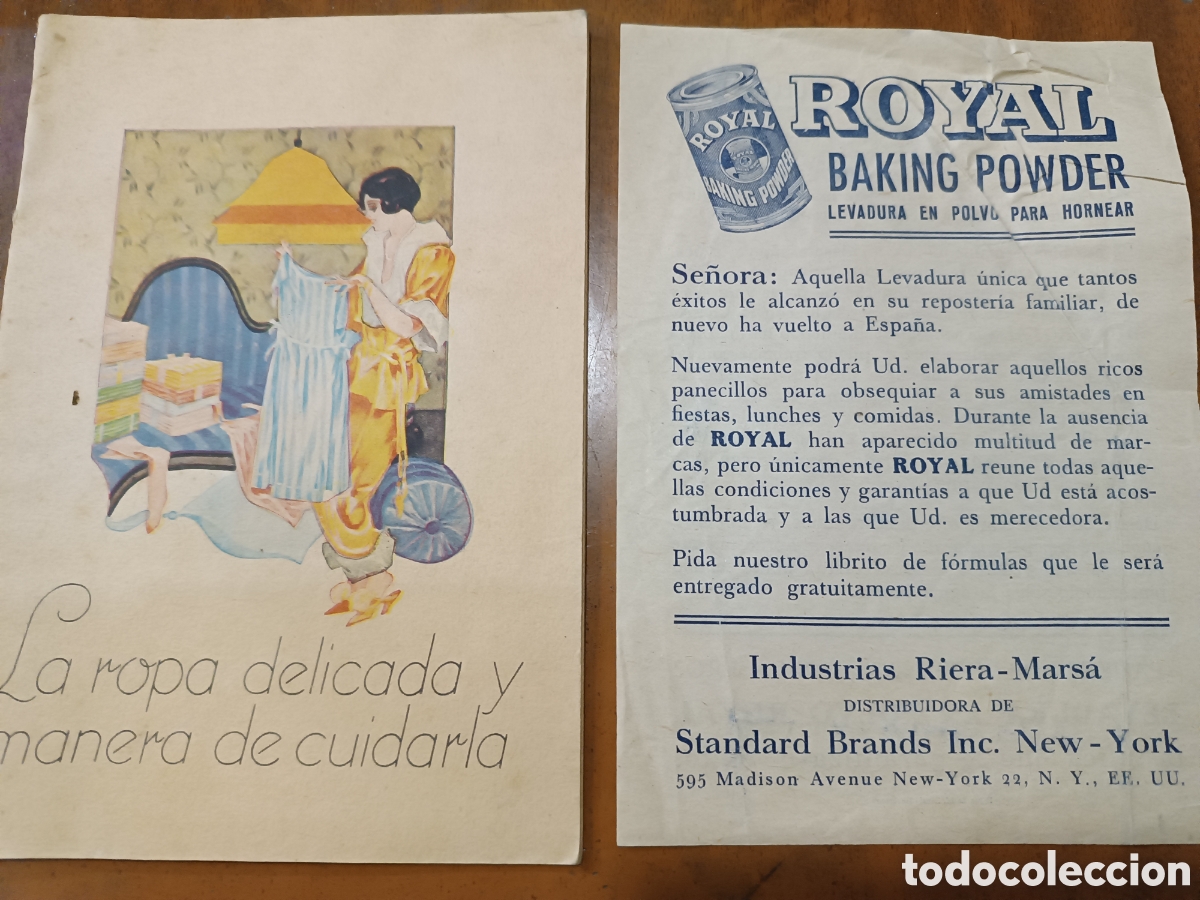 La ropa delicada y
manera de cuidarla
ROYAL
BAKING POWDER
ROYAL
BAKING POWDER
LEVADURA EN POLVO PARA HORNEAR
Señora: Aquella Levadura única que tantos
éxitos le alcanzó en su repostería familiar, de
nuevo ha vuelto a España.
Nuevamente podrá Ud. elaborar aquellos ricos
panecillos para obsequiar a sus amistades en
fiestas, lunches y comidas. Durante la ausencia
de ROYAL han aparecido multitud de mar-
cas, pero únicamente ROYAL reune todas aque-
llas condiciones y garantías a que Ud está acos-
tumbrada y a las que Ud. es merecedora.
Pida nuestro librito de fórmulas que le será
entregado gratuitamente.
Industrias Riera-Marsá
DISTRIBUIDORA DE
Standard Brands Inc. New-York
595 Madison Avenue New-York 22, N. Y., EE. UU.
todocoleccion